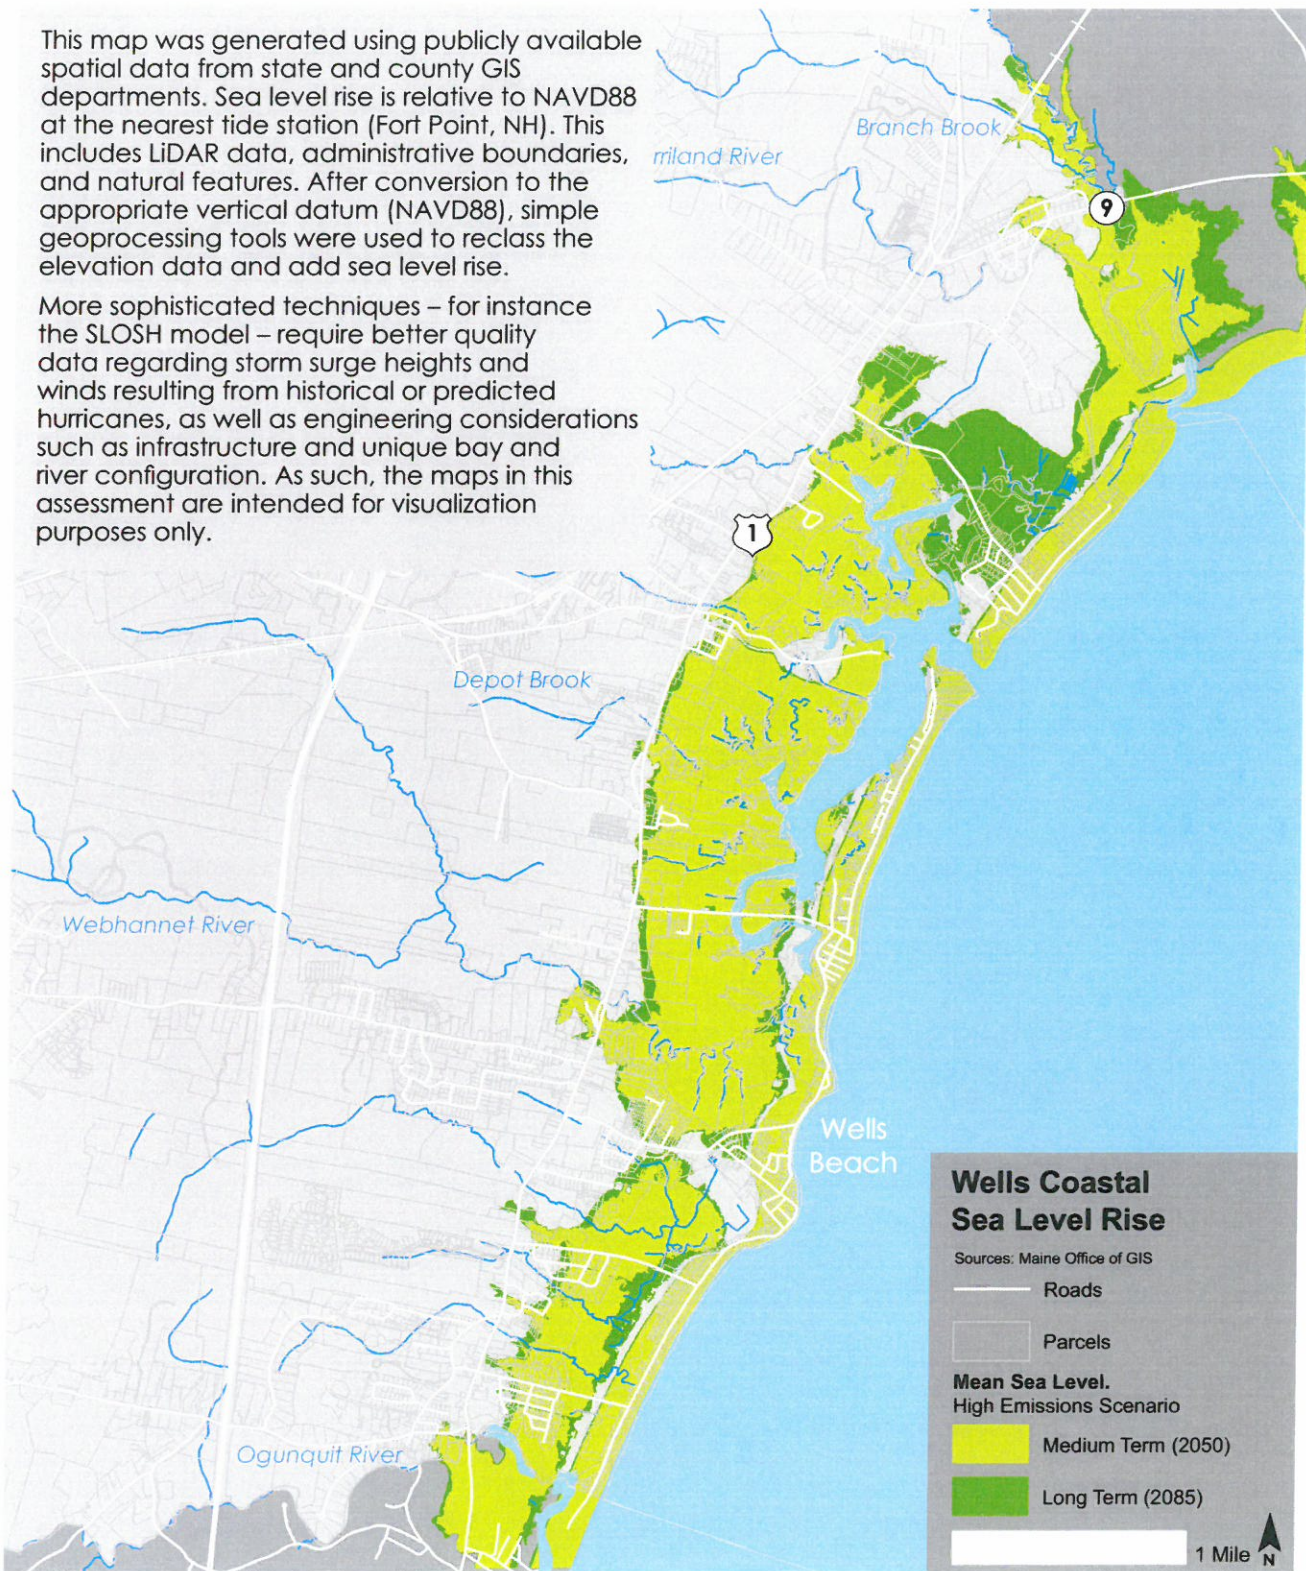 This map was generated using publicly available
spatial data from state and county GIS
departments. Sea level rise is relative to NAVD88
at the nearest tide station (Fort Point, NH). This
includes LiDAR data, administrative boundaries,
and natural features. After conversion to the
appropriate vertical datum (NAVD88), simple
geoprocessing tools were used to reclass the
elevation data and add sea level rise.
More sophisticated techniques – for instance
the SLOSH model – require better quality
data regarding storm surge heights and
winds resulting from historical or predicted
hurricanes, as well as engineering considerations
such as infrastructure and unique bay and
river configuration. As such, the maps in this
assessment are intended for visualization
purposes only.
Branch Brook
rriland River
9
1
Depot Brook
Webhannet River
Wells
Beach
Ogunquit River
Wells Coastal
Sea Level Rise
Sources: Maine Office of GIS
Roads
Parcels
Mean Sea Level.
High Emissions Scenario
Medium Term (2050)
Long Term (2085)
1 Mile
N